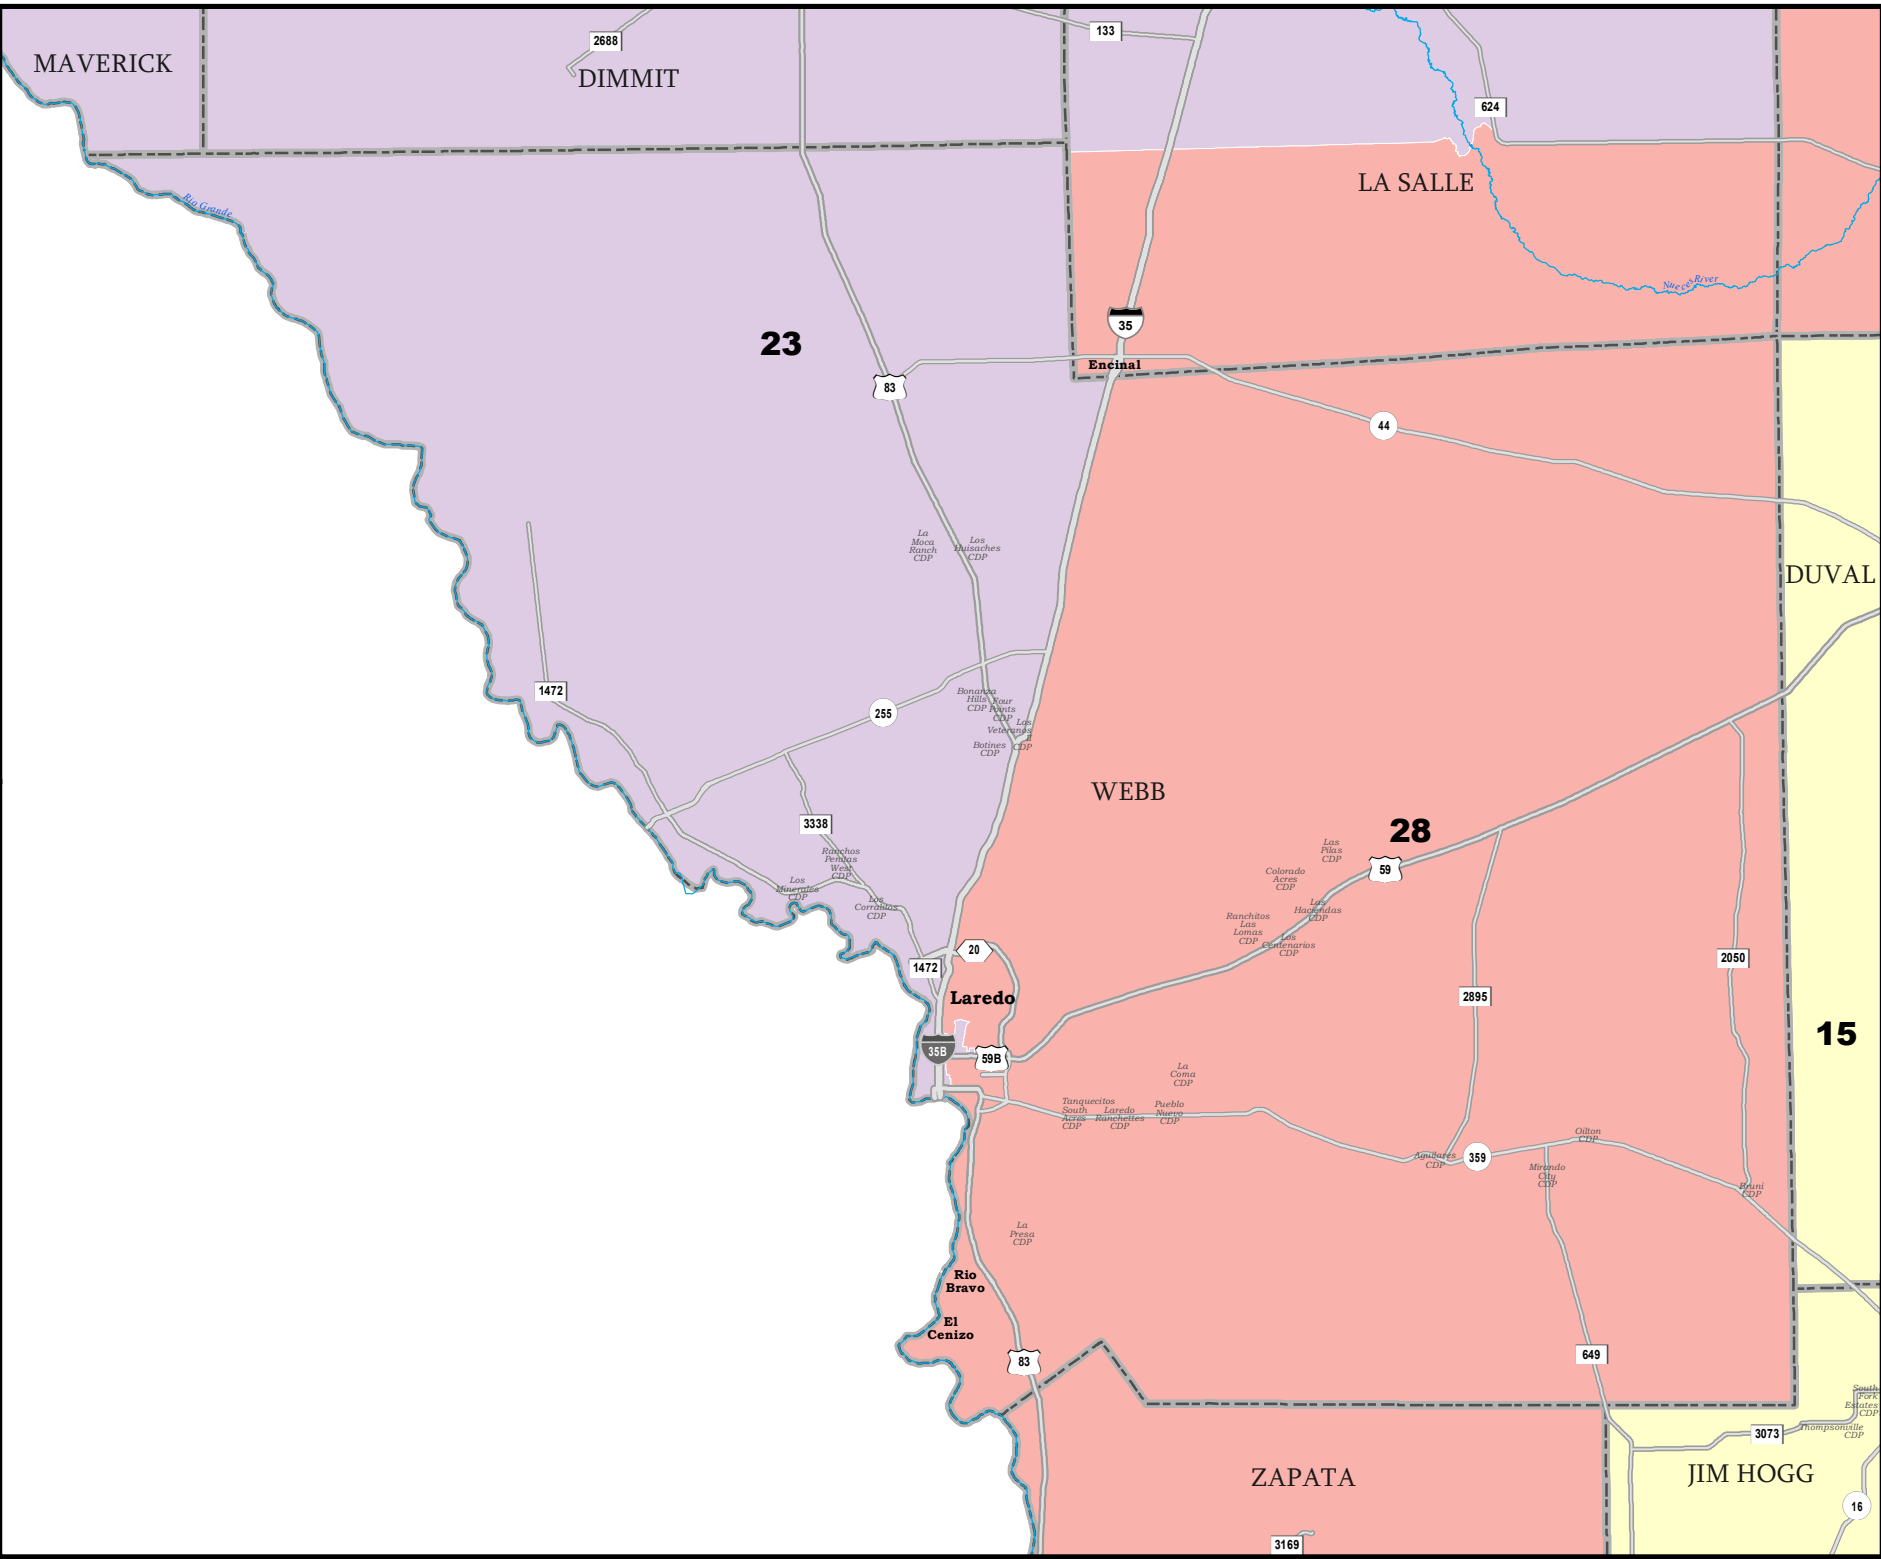 133
2688
MAVERICK
DIMMIT
624
LA SALLE
Rio Grande
Nueces River
35
23
Encinal
83
44
La
Moca
Ranch
CDP
Los
Huisaches
CDP
DUVAL
1472
255
Bonanza
Hills
CDP
Four
Points
CDP
Los
Veteranos
II
CDP
Botines
CDP
WEBB
3338
28
Las
Pilas
CDP
Ranchos
Penitas
West
CDP
59
Colorado
Acres
CDP
Los
Minerales
CDP
Los
Corralitos
CDP
Las
Haciendas
CDP
Ranchitos
Las
Lomas
CDP
Los
Centenarios
CDP
20
1472
2050
Laredo
2895
15
35B
59B
La
Coma
CDP
Tanquecitos
South
Acres
CDP
Laredo
Ranchettes
CDP
Pueblo
Nuevo
CDP
Oilton
CDP
Aguilares
CDP
359
Mirando
City
CDP
Bruni
CDP
La
Presa
CDP
Rio
Bravo
El
Cenizo
83
649
South
Fork
Estates
CDP
Thompsonville
CDP
3073
ZAPATA
JIM HOGG
16
3169